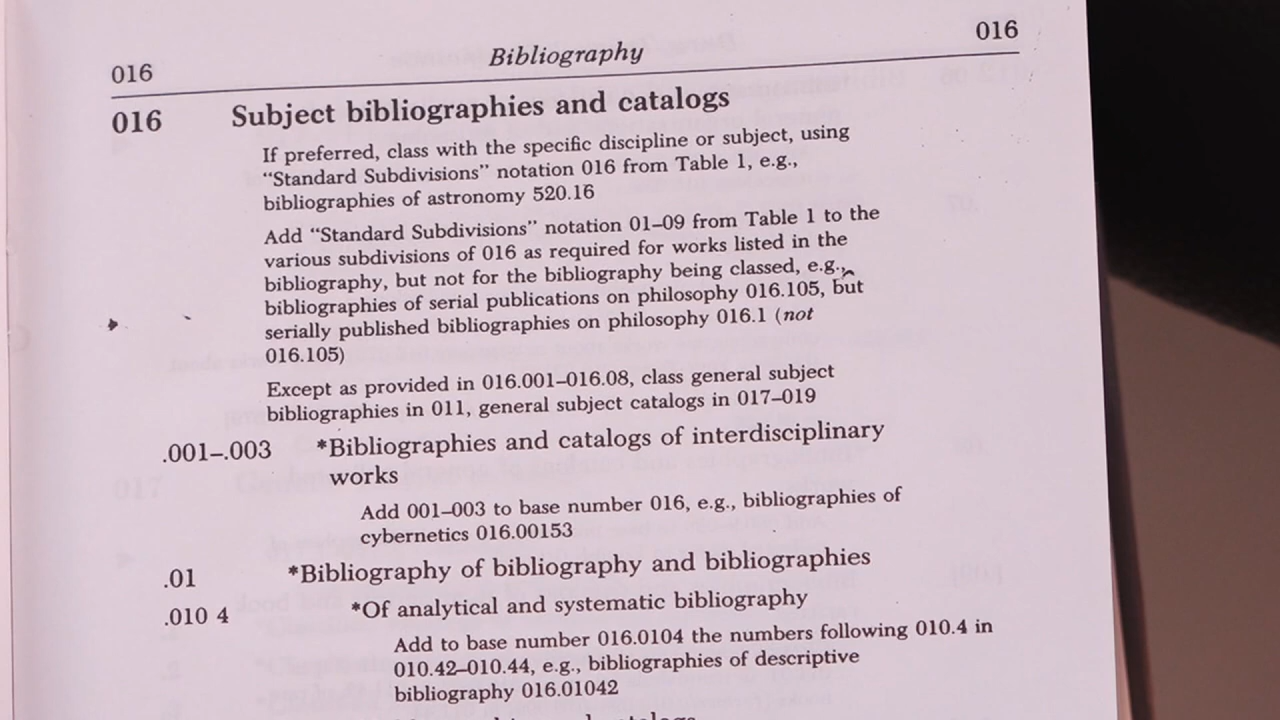 016 Bibliography 016
016 Subject bibliographies and catalogs
If preferred, class with the specific discipline or subject, using
“Standard Subdivisions” notation 016 from Table 1, e.g.,
bibliographies of astronomy 520.16
Add “Standard Subdivisions” notation 01–09 from Table 1 to the
various subdivisions of 016 as required for works listed in the
bibliography, but not for the bibliography being classed, e.g.,
bibliographies of serial publications on philosophy 016.105, but
serially published bibliographies on philosophy 016.1 (not
016.105)
Except as provided in 016.001–016.08, class general subject
bibliographies in 011, general subject catalogs in 017–019
.001–.003 *Bibliographies and catalogs of interdisciplinary
works
Add 001–003 to base number 016, e.g., bibliographies of
cybernetics 016.00153
.01 *Bibliography of bibliography and bibliographies
.010 4 *Of analytical and systematic bibliography
Add to base number 016.0104 the numbers following 010.4 in
010.42–010.44, e.g., bibliographies of descriptive
bibliography 016.01042